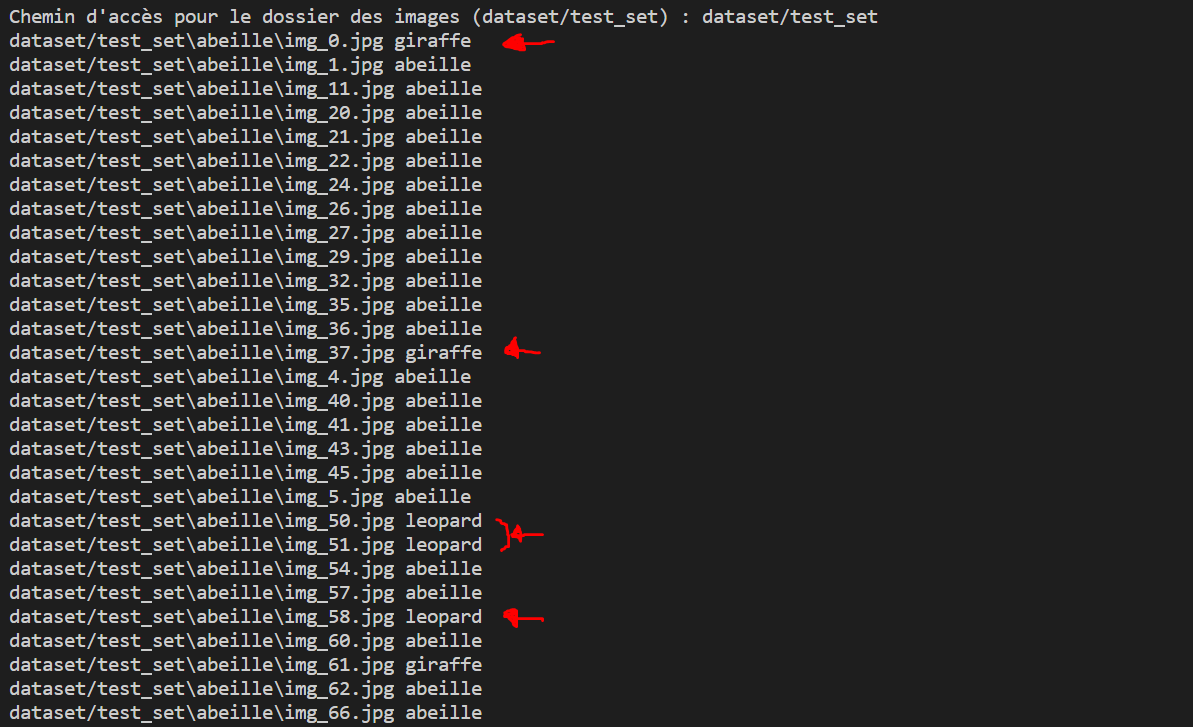 Chemin d'accès pour le dossier des images (dataset/test_set) : dataset/test_set
dataset/test_set\abeille\img_0.jpg giraffe
dataset/test_set\abeille\img_1.jpg abeille
dataset/test_set\abeille\img_11.jpg abeille
dataset/test_set\abeille\img_20.jpg abeille
dataset/test_set\abeille\img_21.jpg abeille
dataset/test_set\abeille\img_22.jpg abeille
dataset/test_set\abeille\img_24.jpg abeille
dataset/test_set\abeille\img_26.jpg abeille
dataset/test_set\abeille\img_27.jpg abeille
dataset/test_set\abeille\img_29.jpg abeille
dataset/test_set\abeille\img_32.jpg abeille
dataset/test_set\abeille\img_35.jpg abeille
dataset/test_set\abeille\img_36.jpg abeille
dataset/test_set\abeille\img_37.jpg giraffe
dataset/test_set\abeille\img_4.jpg abeille
dataset/test_set\abeille\img_40.jpg abeille
dataset/test_set\abeille\img_41.jpg abeille
dataset/test_set\abeille\img_43.jpg abeille
dataset/test_set\abeille\img_45.jpg abeille
dataset/test_set\abeille\img_5.jpg abeille
dataset/test_set\abeille\img_50.jpg leopard
dataset/test_set\abeille\img_51.jpg leopard
dataset/test_set\abeille\img_54.jpg abeille
dataset/test_set\abeille\img_57.jpg abeille
dataset/test_set\abeille\img_58.jpg leopard
dataset/test_set\abeille\img_60.jpg abeille
dataset/test_set\abeille\img_61.jpg giraffe
dataset/test_set\abeille\img_62.jpg abeille
dataset/test_set\abeille\img_66.jpg abeille